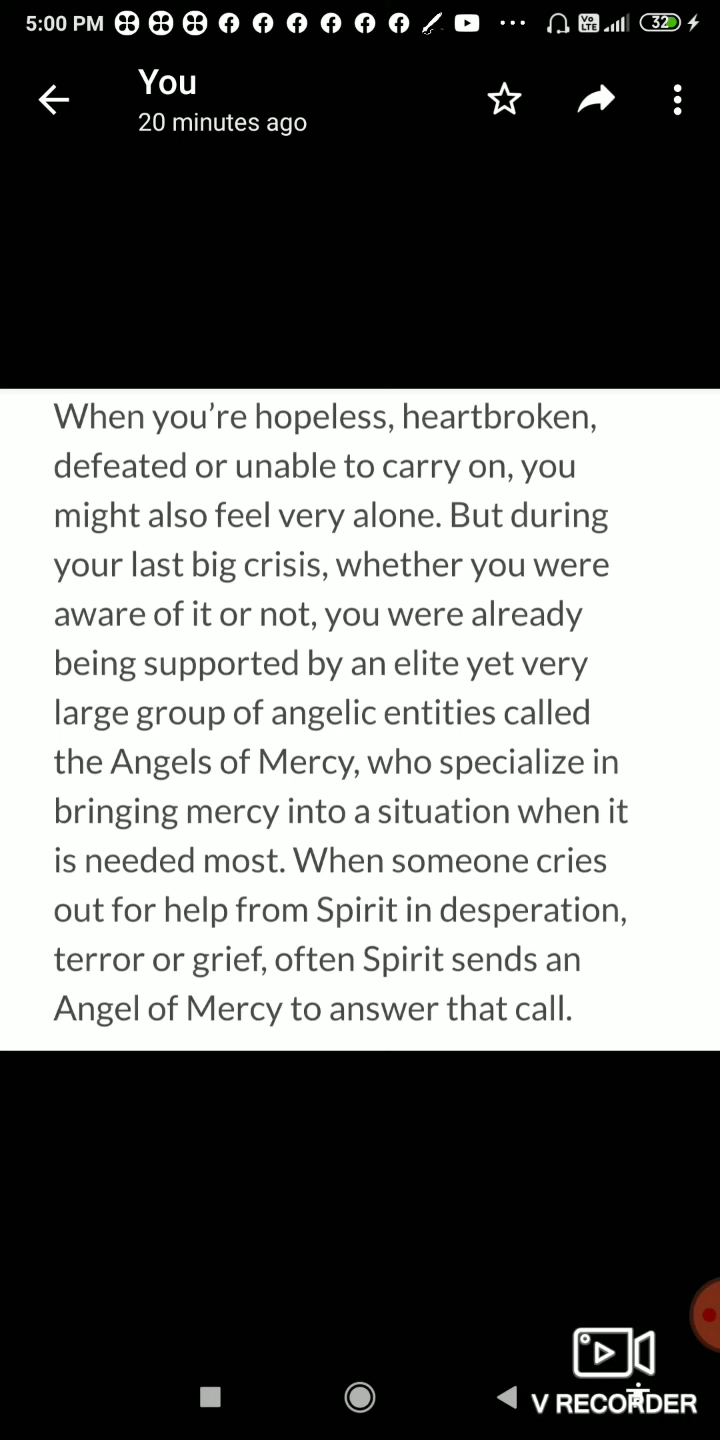 5:00 PM
VO LTE
32
You
20 minutes ago
When you’re hopeless, heartbroken,
defeated or unable to carry on, you
might also feel very alone. But during
your last big crisis, whether you were
aware of it or not, you were already
being supported by an elite yet very
large group of angelic entities called
the Angels of Mercy, who specialize in
bringing mercy into a situation when it
is needed most. When someone cries
out for help from Spirit in desperation,
terror or grief, often Spirit sends an
Angel of Mercy to answer that call.
V RECORDER